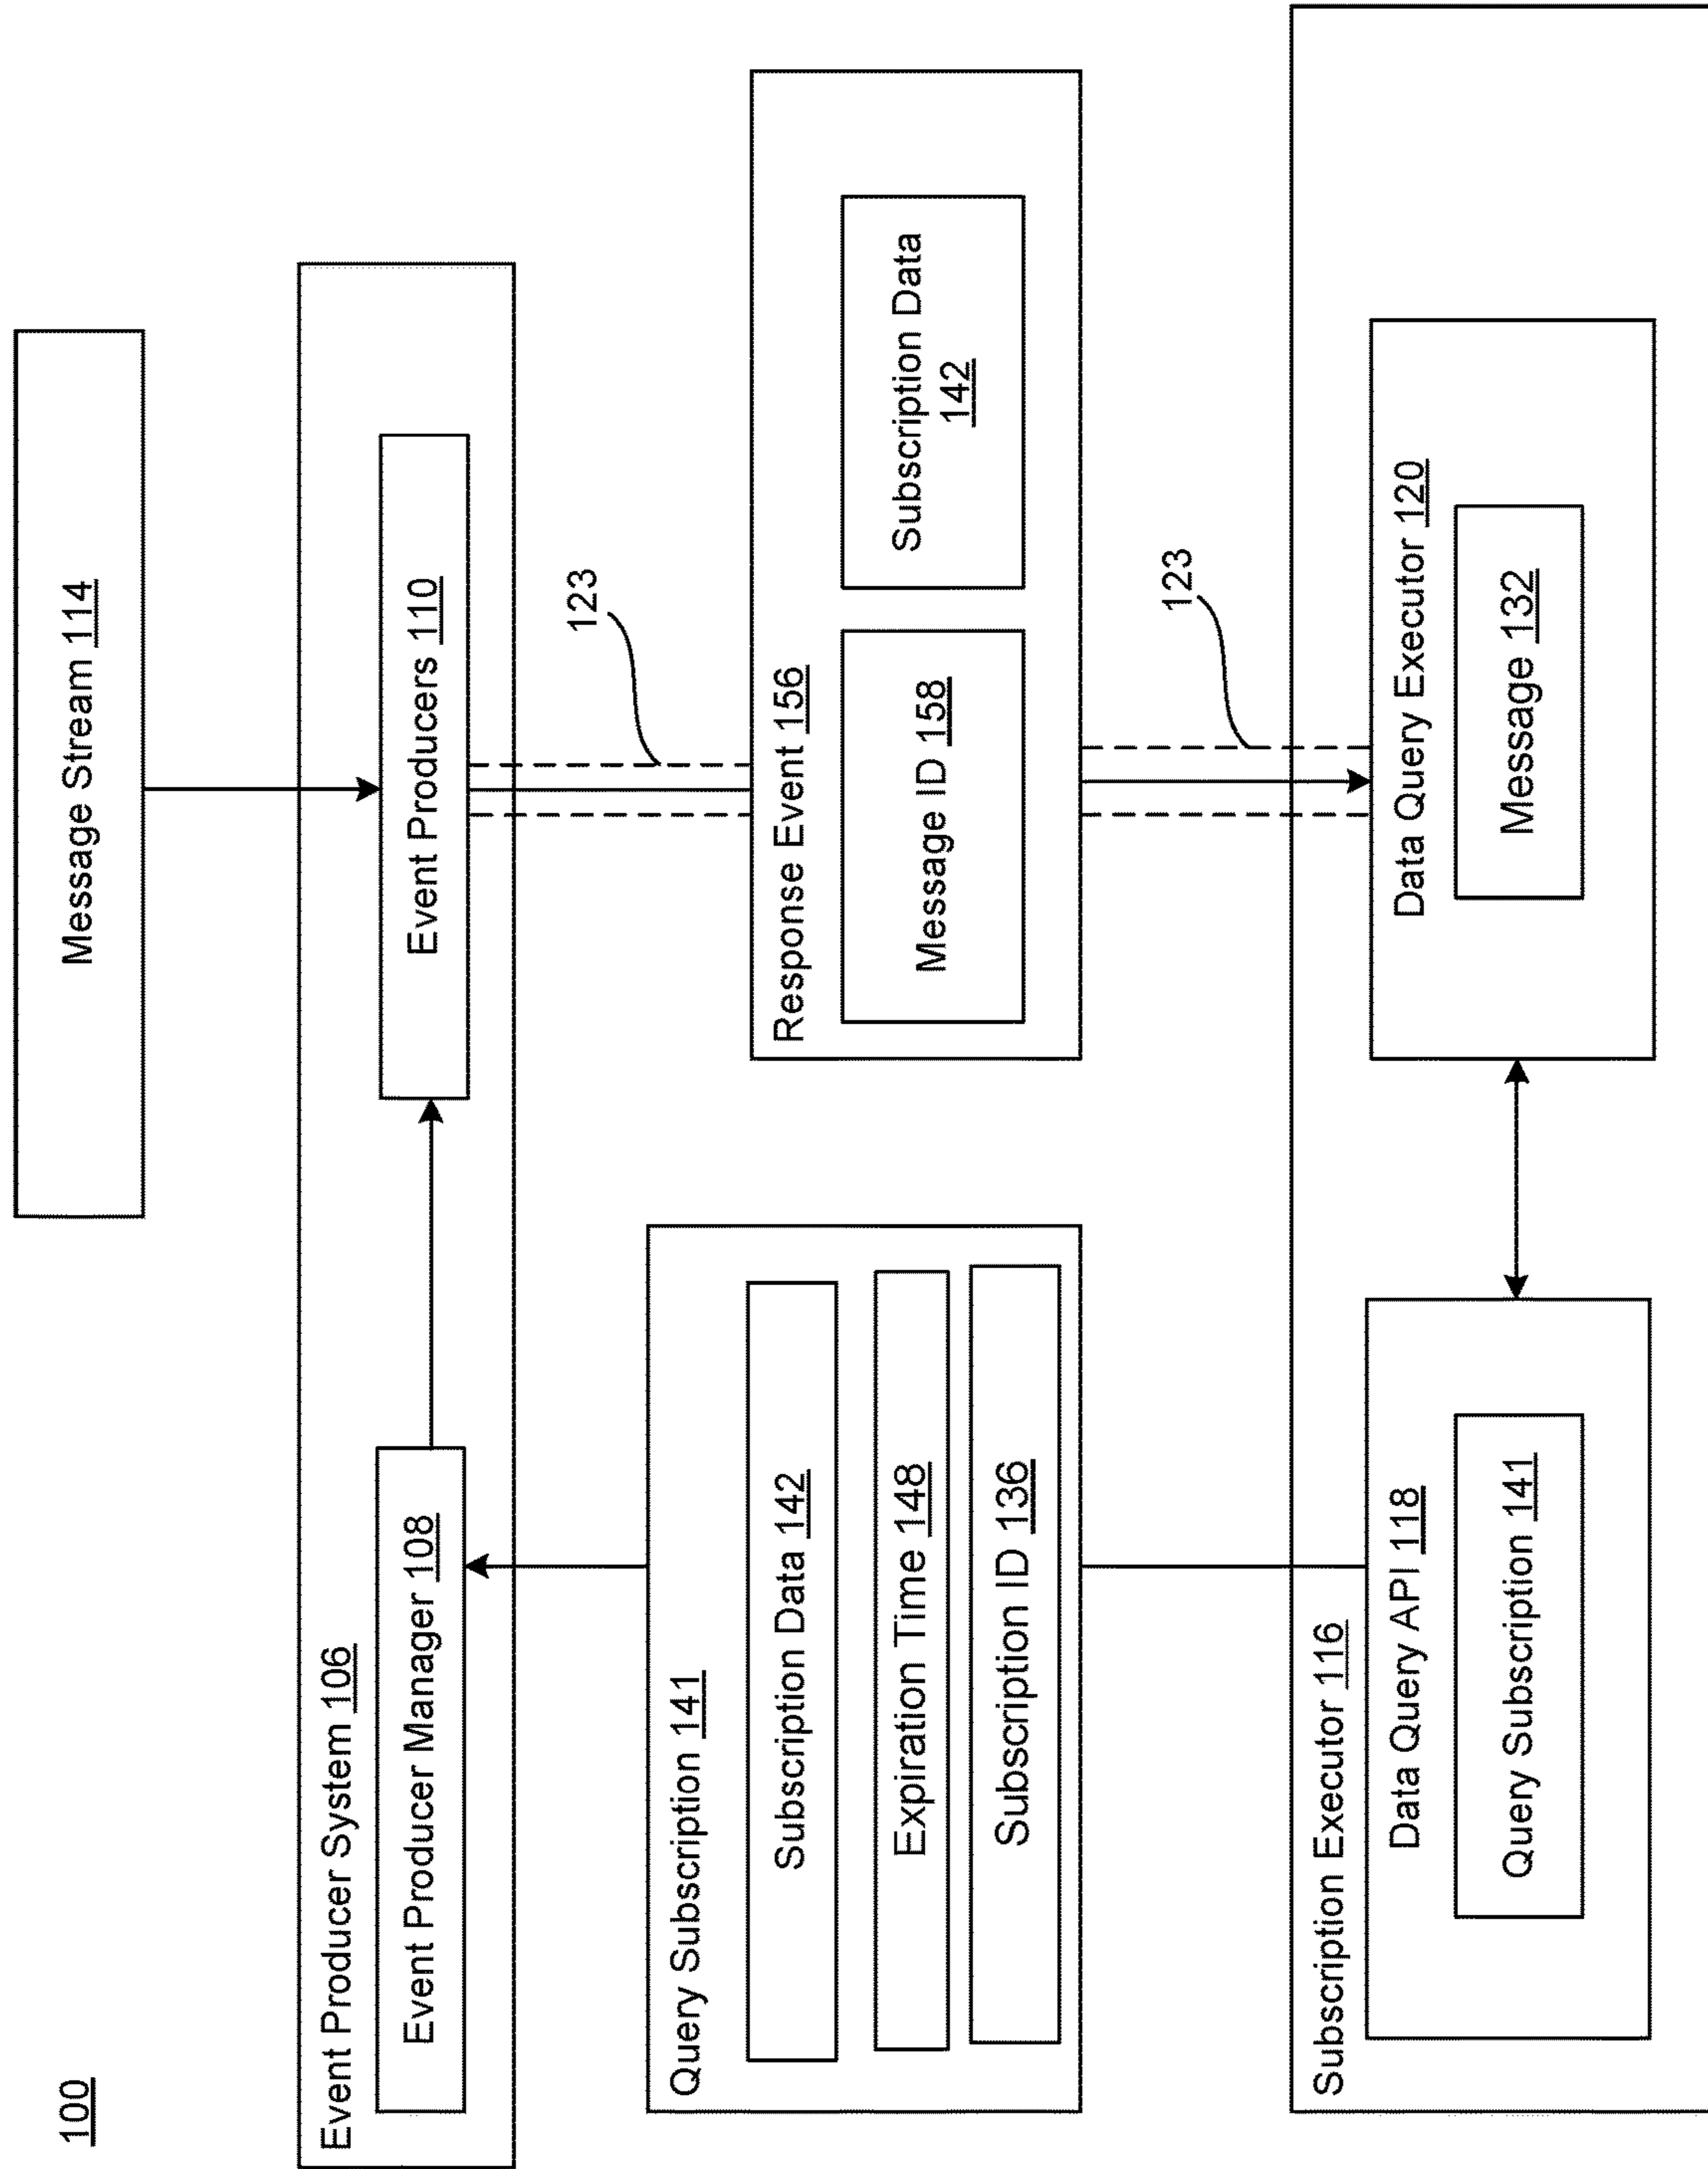 100
Message Stream 114
Event Producer System 106
Event Producer Manager 108
Event Producers 110
123
Query Subscription 141
Subscription Data 142
Expiration Time 148
Subscription ID 136
Response Event 156
Message ID 158
Subscription Data
142
123
Subscription Executor 116
Data Query API 118
Query Subscription 141
Data Query Executor 120
Message 132